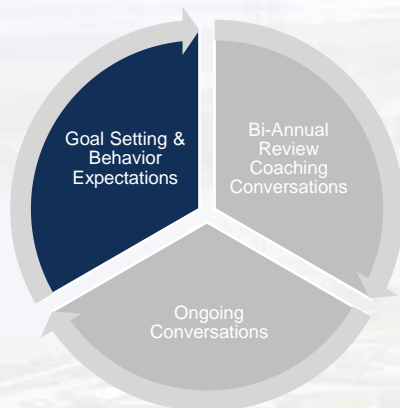 Goal Setting &
Behavior
Expectations
Bi-Annual
Review
Coaching
Conversations
Ongoing
Conversations